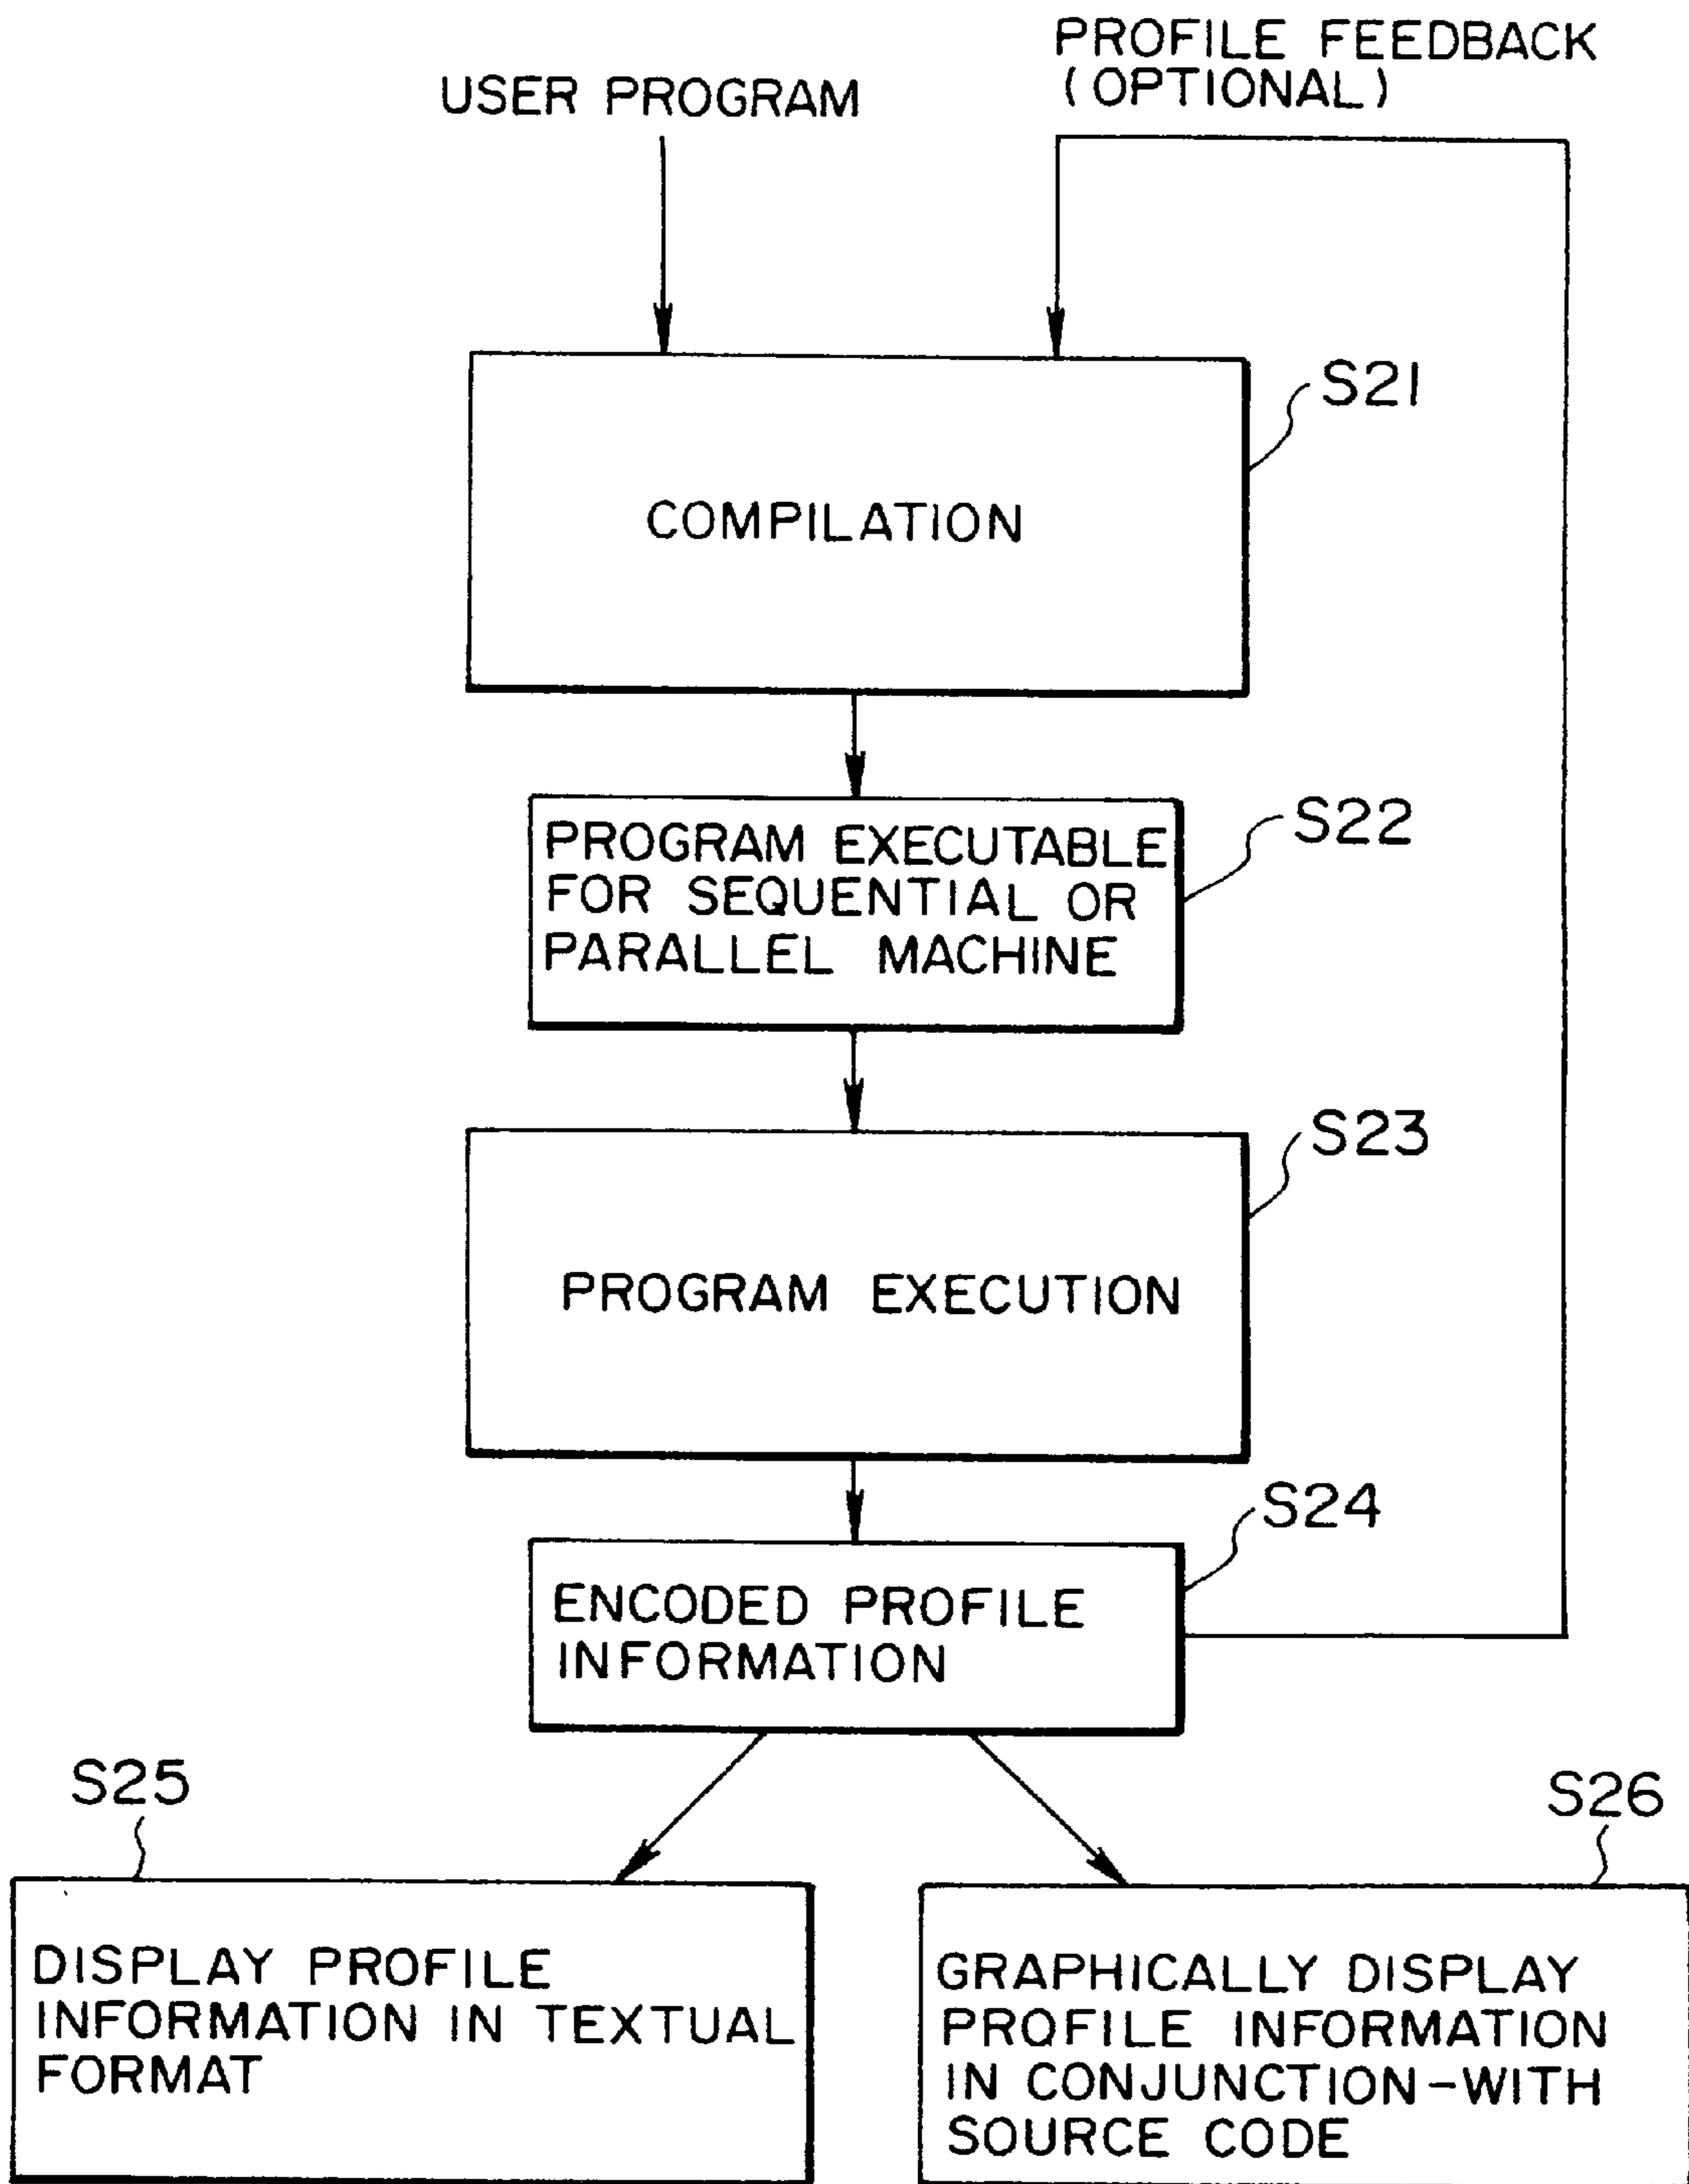 PROFILE FEEDBACK
(OPTIONAL)
USER PROGRAM
S21
COMPILATION
S22
PROGRAM EXECUTABLE
FOR SEQUENTIAL OR
PARALLEL MACHINE
S23
PROGRAM EXECUTION
S24
ENCODED PROFILE
INFORMATION
S25
S26
DISPLAY PROFILE
INFORMATION IN TEXTUAL
FORMAT
GRAPHICALLY DISPLAY
PROFILE INFORMATION
IN CONJUNCTION-WITH
SOURCE CODE